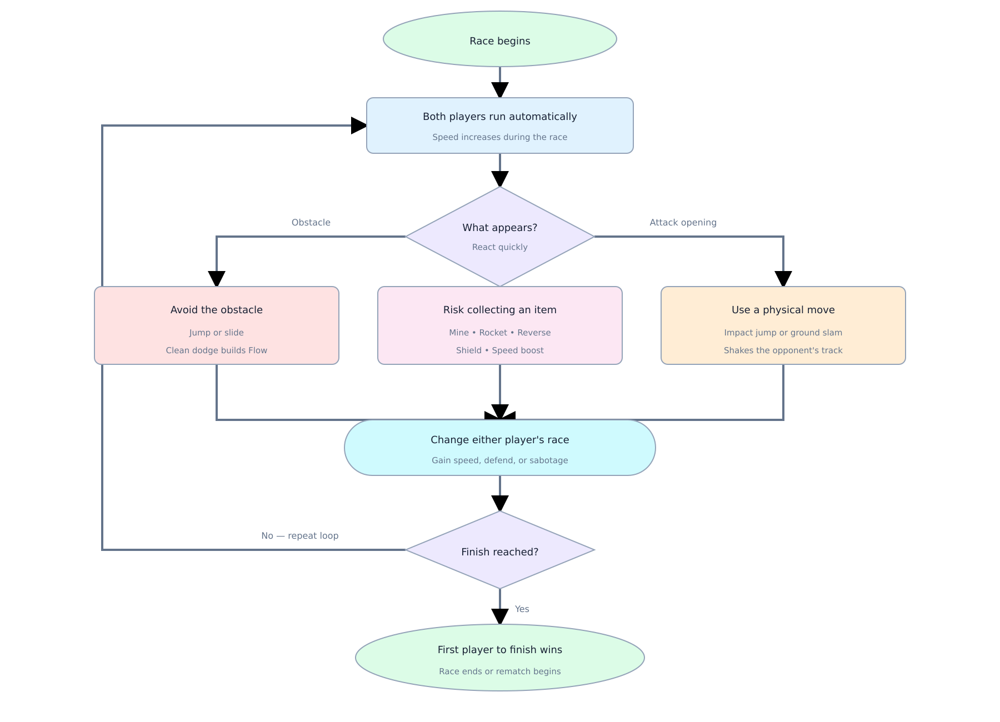 Race begins
Both players run automatically
Speed increases during the race
What appears?
React quickly
Obstacle
Attack opening
Avoid the obstacle
Jump or slide
Clean dodge builds Flow
Risk collecting an item
Mine • Rocket • Reverse
Shield • Speed boost
Use a physical move
Impact jump or ground slam
Shakes the opponent's track
Change either player's race
Gain speed, defend, or sabotage
No — repeat loop
Finish reached?
Yes
First player to finish wins
Race ends or rematch begins